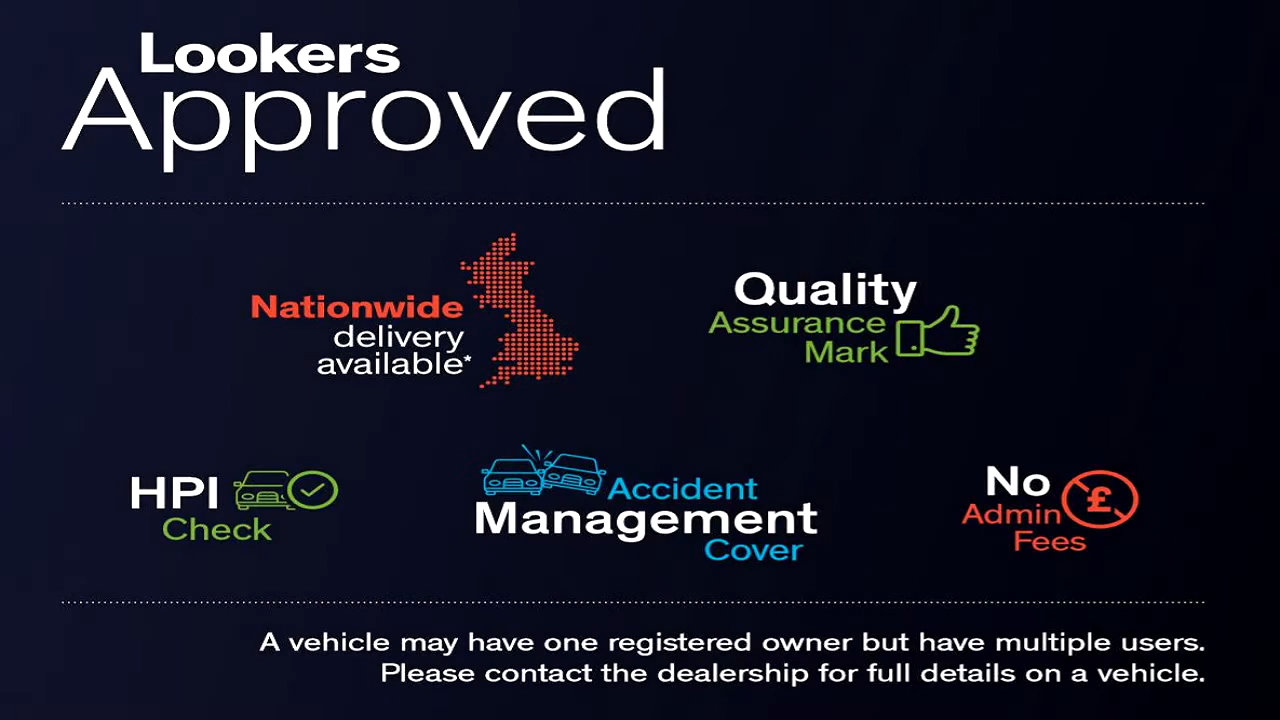 Lookers
Approved
Nationwide
delivery
available*
Quality
Assurance
Mark
HPI
Check
Accident
Management
Cover
No
Admin
Fees
£
A vehicle may have one registered owner but have multiple users.
Please contact the dealership for full details on a vehicle.